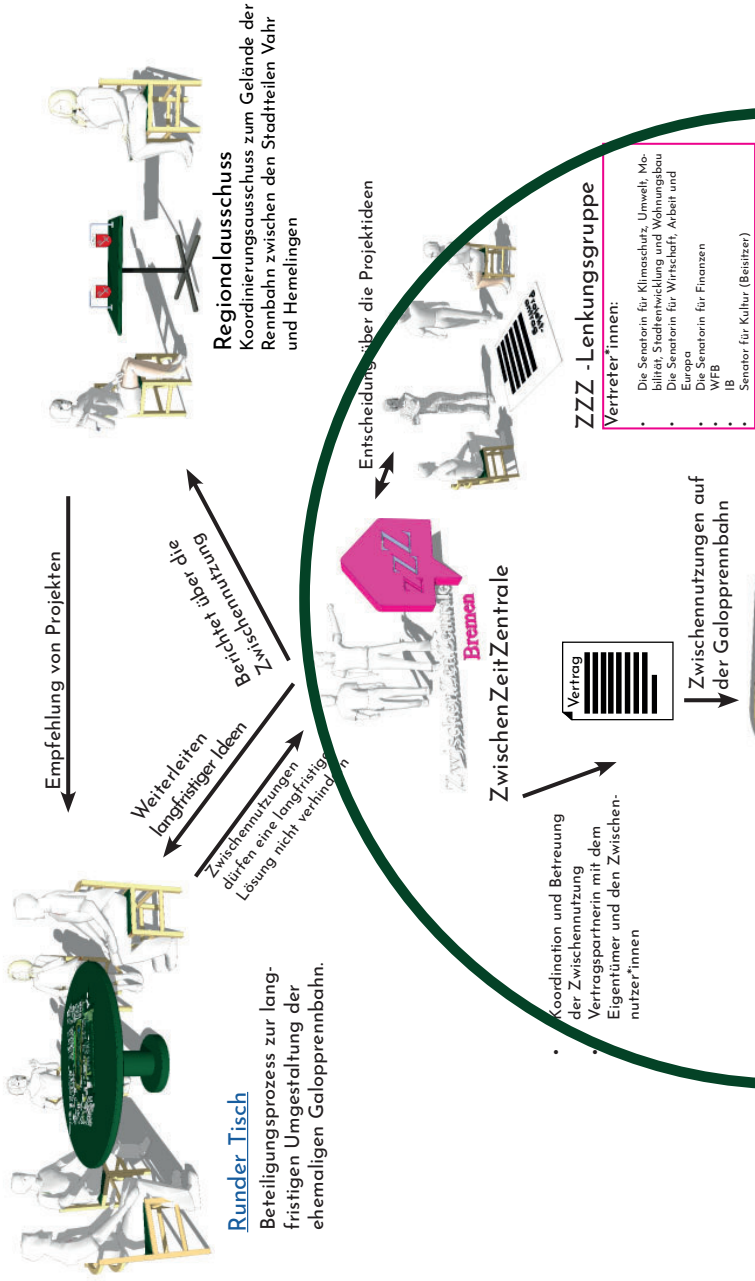 Empfehlung von Projekten
Regionalausschuss
Koordinierungsausschuss zum Gelände der
Rennbahn zwischen den Stadtteilen Vahr
und Hemelingen
Runder Tisch
Beteiligungsprozess zur lang-
fristigen Umgestaltung der
ehemaligen Galopprennbahn.
Weiterleiten
langfristiger Ideen
Zwischennutzungen
dürfen eine langfristige
Lösung nicht verhindern
Berichtet über die
Zwischennutzung
Entscheidung über die Projektideen
zZZ
Bremen
ZwischenZeitZentrale
Projekt-
ZZZ -Lenkungsgruppe
Vertreter*innen:
• Die Senatorin für Klimaschutz, Umwelt, Mo-
bilität, Stadtentwicklung und Wohnungsbau
• Die Senatorin für Wirtschaft, Arbeit und
Europa
• Die Senatorin für Finanzen
• WFB
• IB
• Senator für Kultur (Beisitzer)
• Koordination und Betreuung
der Zwischennutzung
• Vertragspartnerin mit dem
Eigentümer und den Zwischen-
nutzer*innen
Vertrag
Zwischennutzungen auf
der Galopprennbahn